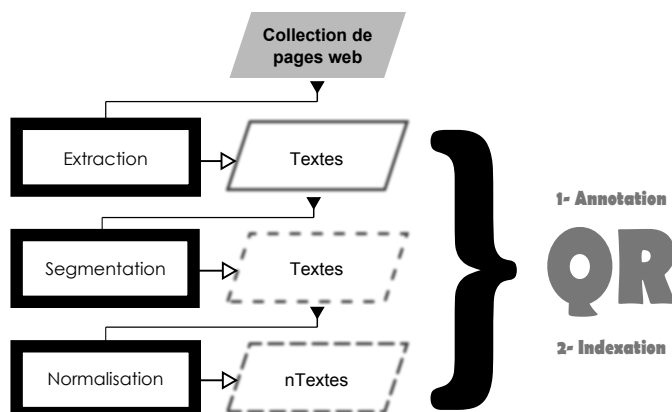 Collection de
pages web
Extraction
Textes
Segmentation
Textes
Normalisation
nTextes
1- Annotation
QR
2- Indexation